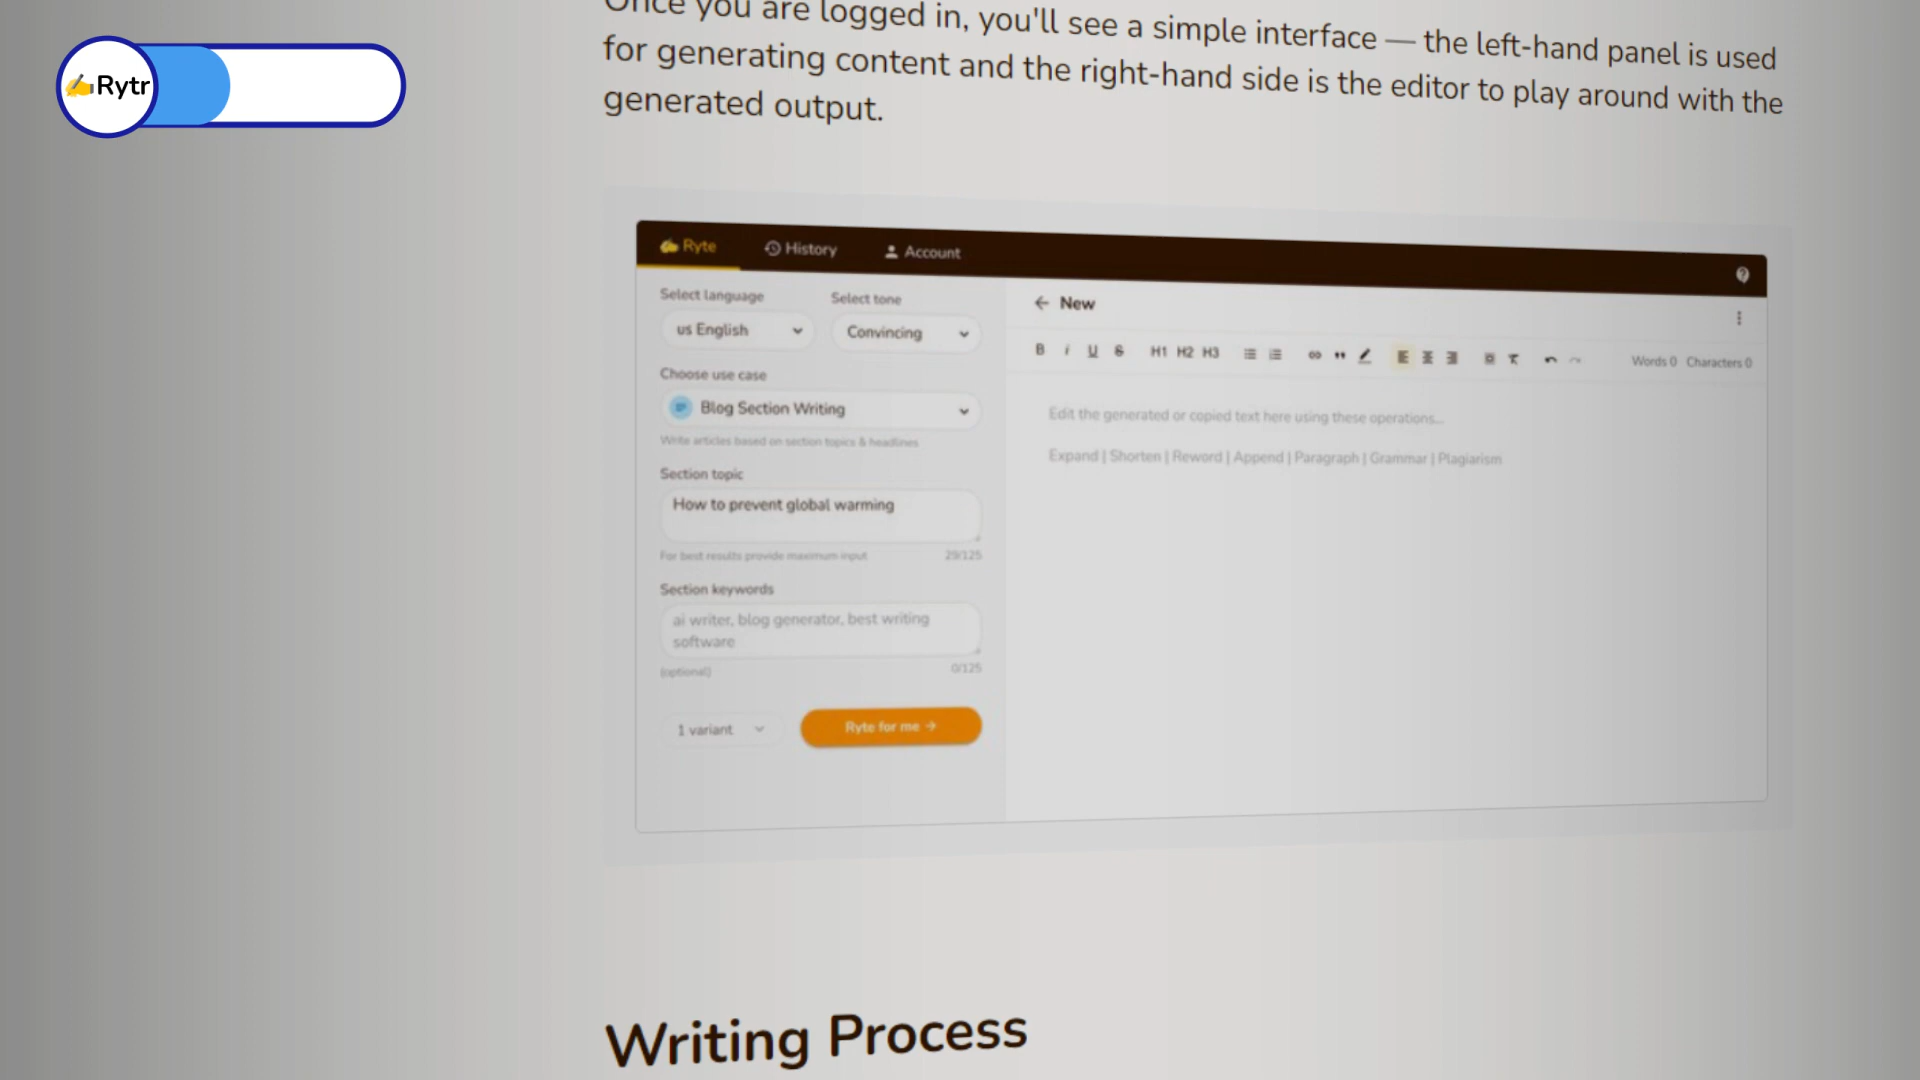 Rytr
Once you are logged in, you'll see a simple interface — the left-hand panel is used
for generating content and the right-hand side is the editor to play around with the
generated output.
Ryte
History
Account
Select language
Select tone
us English
Convincing
Choose use case
Blog Section Writing
Write articles based on section topics & headlines
Section topic
How to prevent global warming
For best results provide maximum input
29/125
Section keywords
ai writer, blog generator, best writing
software
(optional)
0/125
1 variant
Ryte for me →
← New
B i U S H1 H2 H3
Words 0 Characters 0
Edit the generated or copied text here using these operations...
Expand | Shorten | Reword | Append | Paragraph | Grammar | Plagiarism
Writing Process